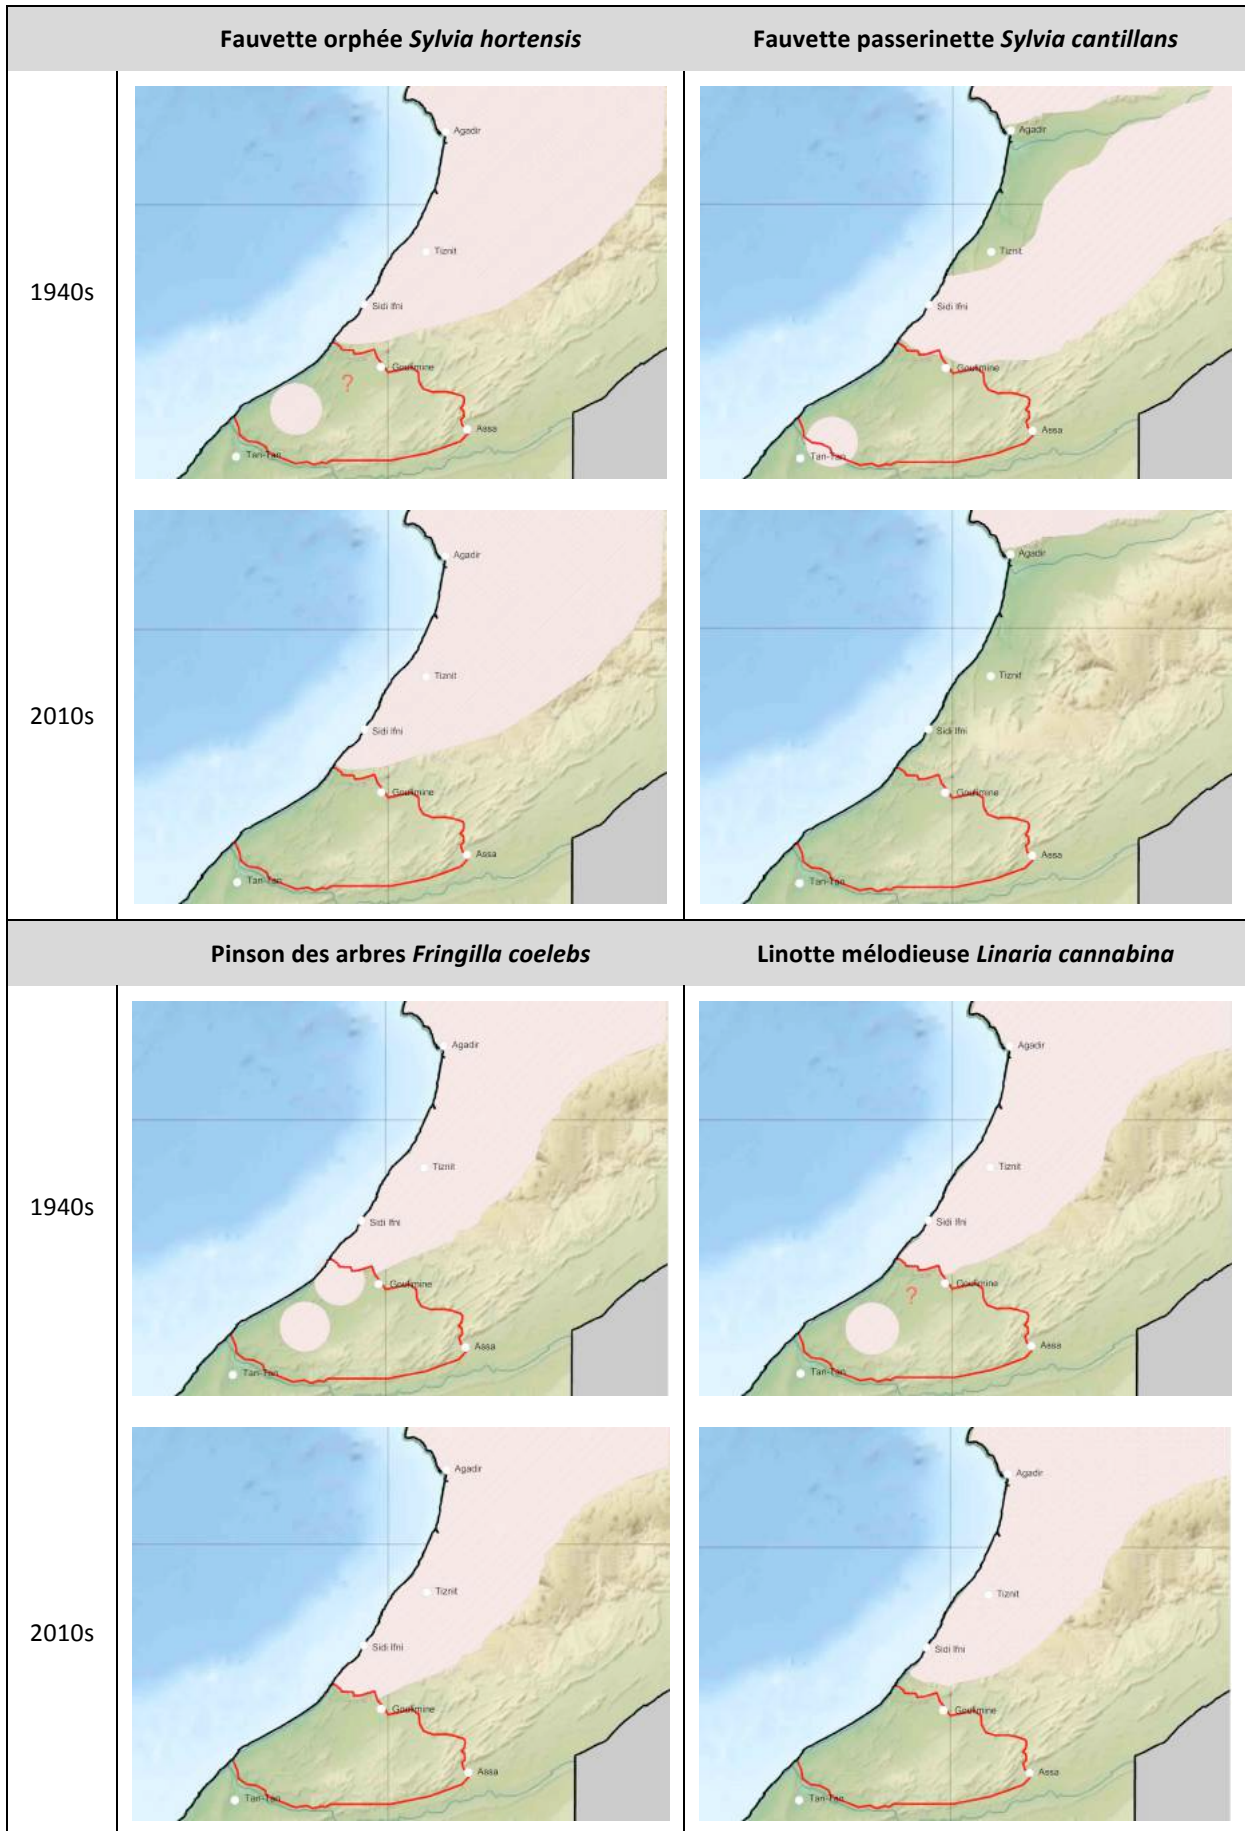 Fauvette orphée Sylvia hortensis
Fauvette passerinette Sylvia cantillans
1940s
Agadir
Tiznit
Sidi Ifni
Goulimine
?
Assa
Tan-Tan
Agadir
Tiznit
Sidi Ifni
Goulimine
Assa
Tan-Tan
2010s
Agadir
Tiznit
Sidi Ifni
Goulimine
Assa
Tan-Tan
Agadir
Tiznit
Sidi Ifni
Goulimine
Assa
Tan-Tan
Pinson des arbres Fringilla coelebs
Linotte mélodieuse Linaria cannabina
1940s
Agadir
Tiznit
Sidi Ifni
Goulimine
Assa
Tan-Tan
Agadir
Tiznit
Sidi Ifni
Goulimine
?
Assa
Tan-Tan
2010s
Agadir
Tiznit
Sidi Ifni
Goulimine
Assa
Tan-Tan
Agadir
Tiznit
Sidi Ifni
Goulimine
Assa
Tan-Tan